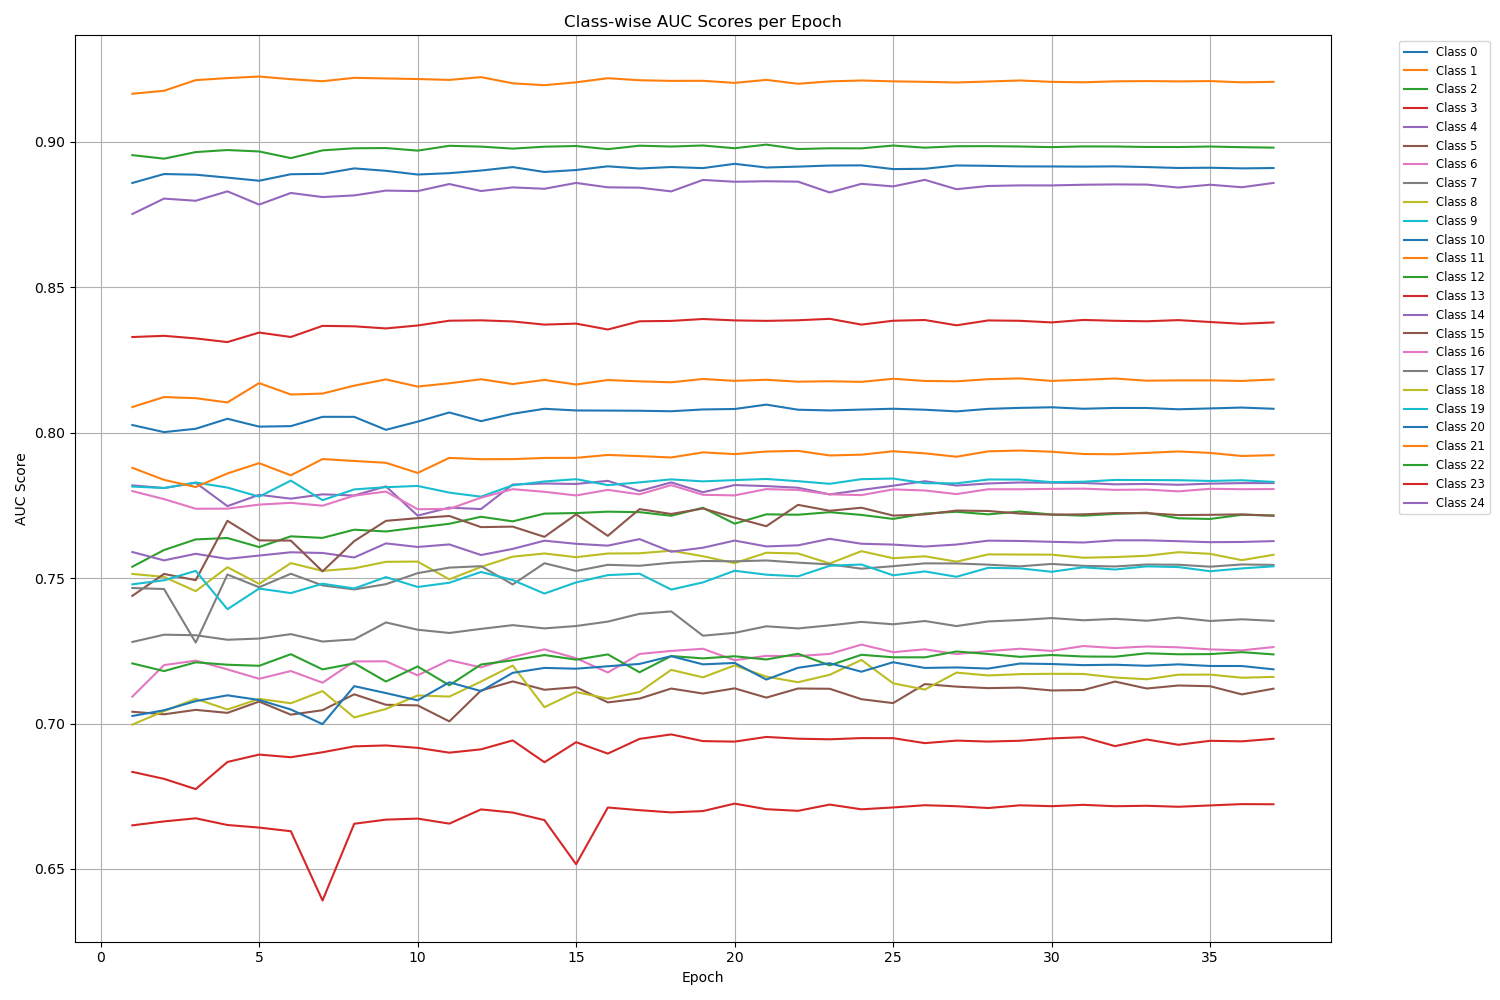 Class-wise AUC Scores per Epoch
AUC Score
0.90
0.85
0.80
0.75
0.70
0.65
0
5
10
15
20
25
30
35
Epoch
Class 0
Class 1
Class 2
Class 3
Class 4
Class 5
Class 6
Class 7
Class 8
Class 9
Class 10
Class 11
Class 12
Class 13
Class 14
Class 15
Class 16
Class 17
Class 18
Class 19
Class 20
Class 21
Class 22
Class 23
Class 24